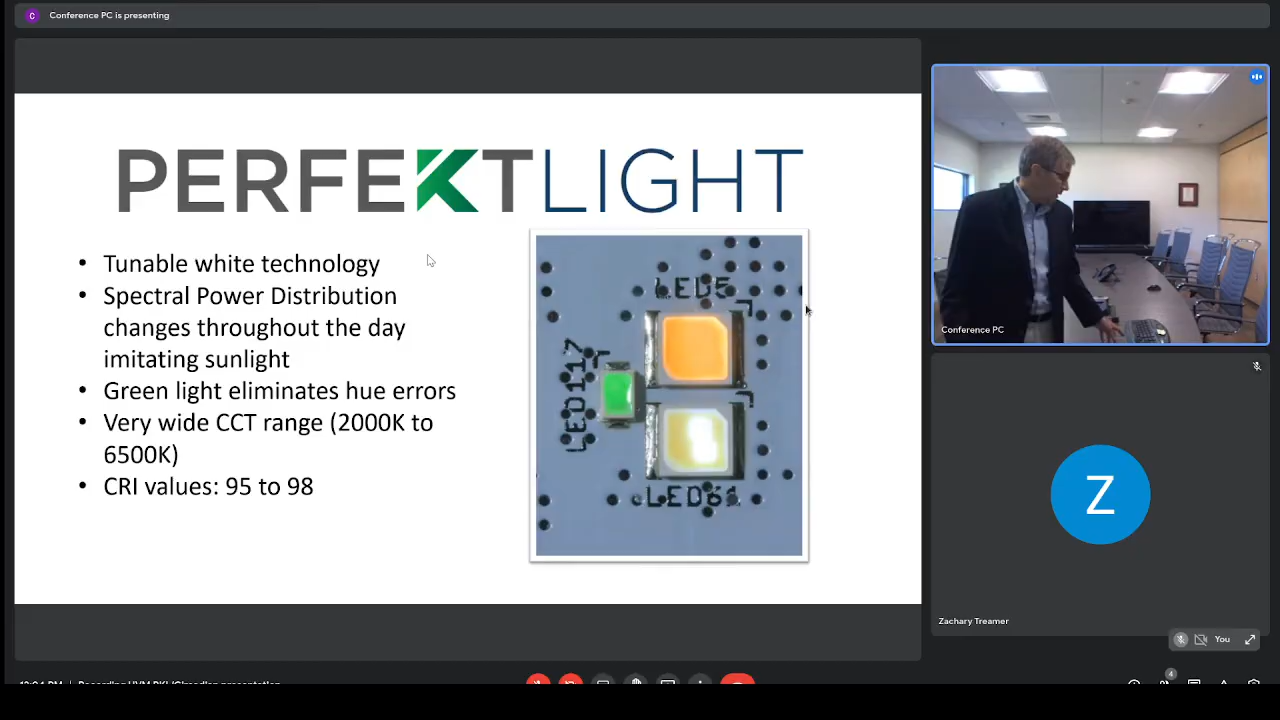 C
Conference PC is presenting
PERFEKTLIGHT
• Tunable white technology
• Spectral Power Distribution
changes throughout the day
imitating sunlight
• Green light eliminates hue errors
• Very wide CCT range (2000K to
6500K)
• CRI values: 95 to 98
LED5
LED117
LED61
Conference PC
Z
Zachary Treamer
You
4